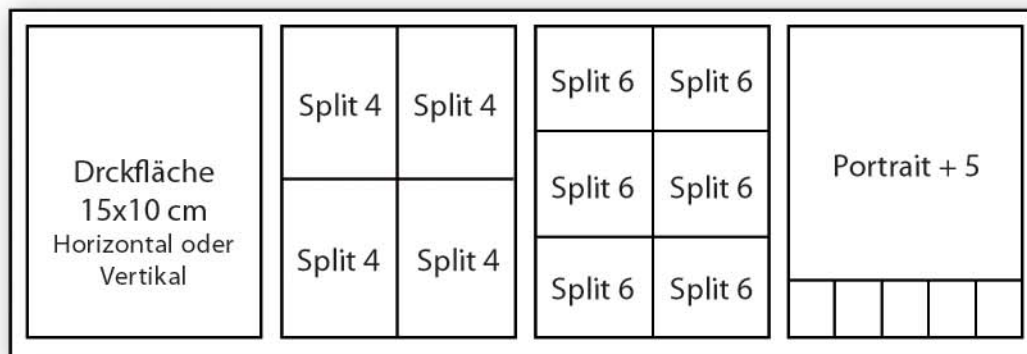 Drckfläche
15x10 cm
Horizontal oder
Vertikal
Split 4 Split 4
Split 4 Split 4
Split 6 Split 6
Split 6 Split 6
Split 6 Split 6
Portrait + 5